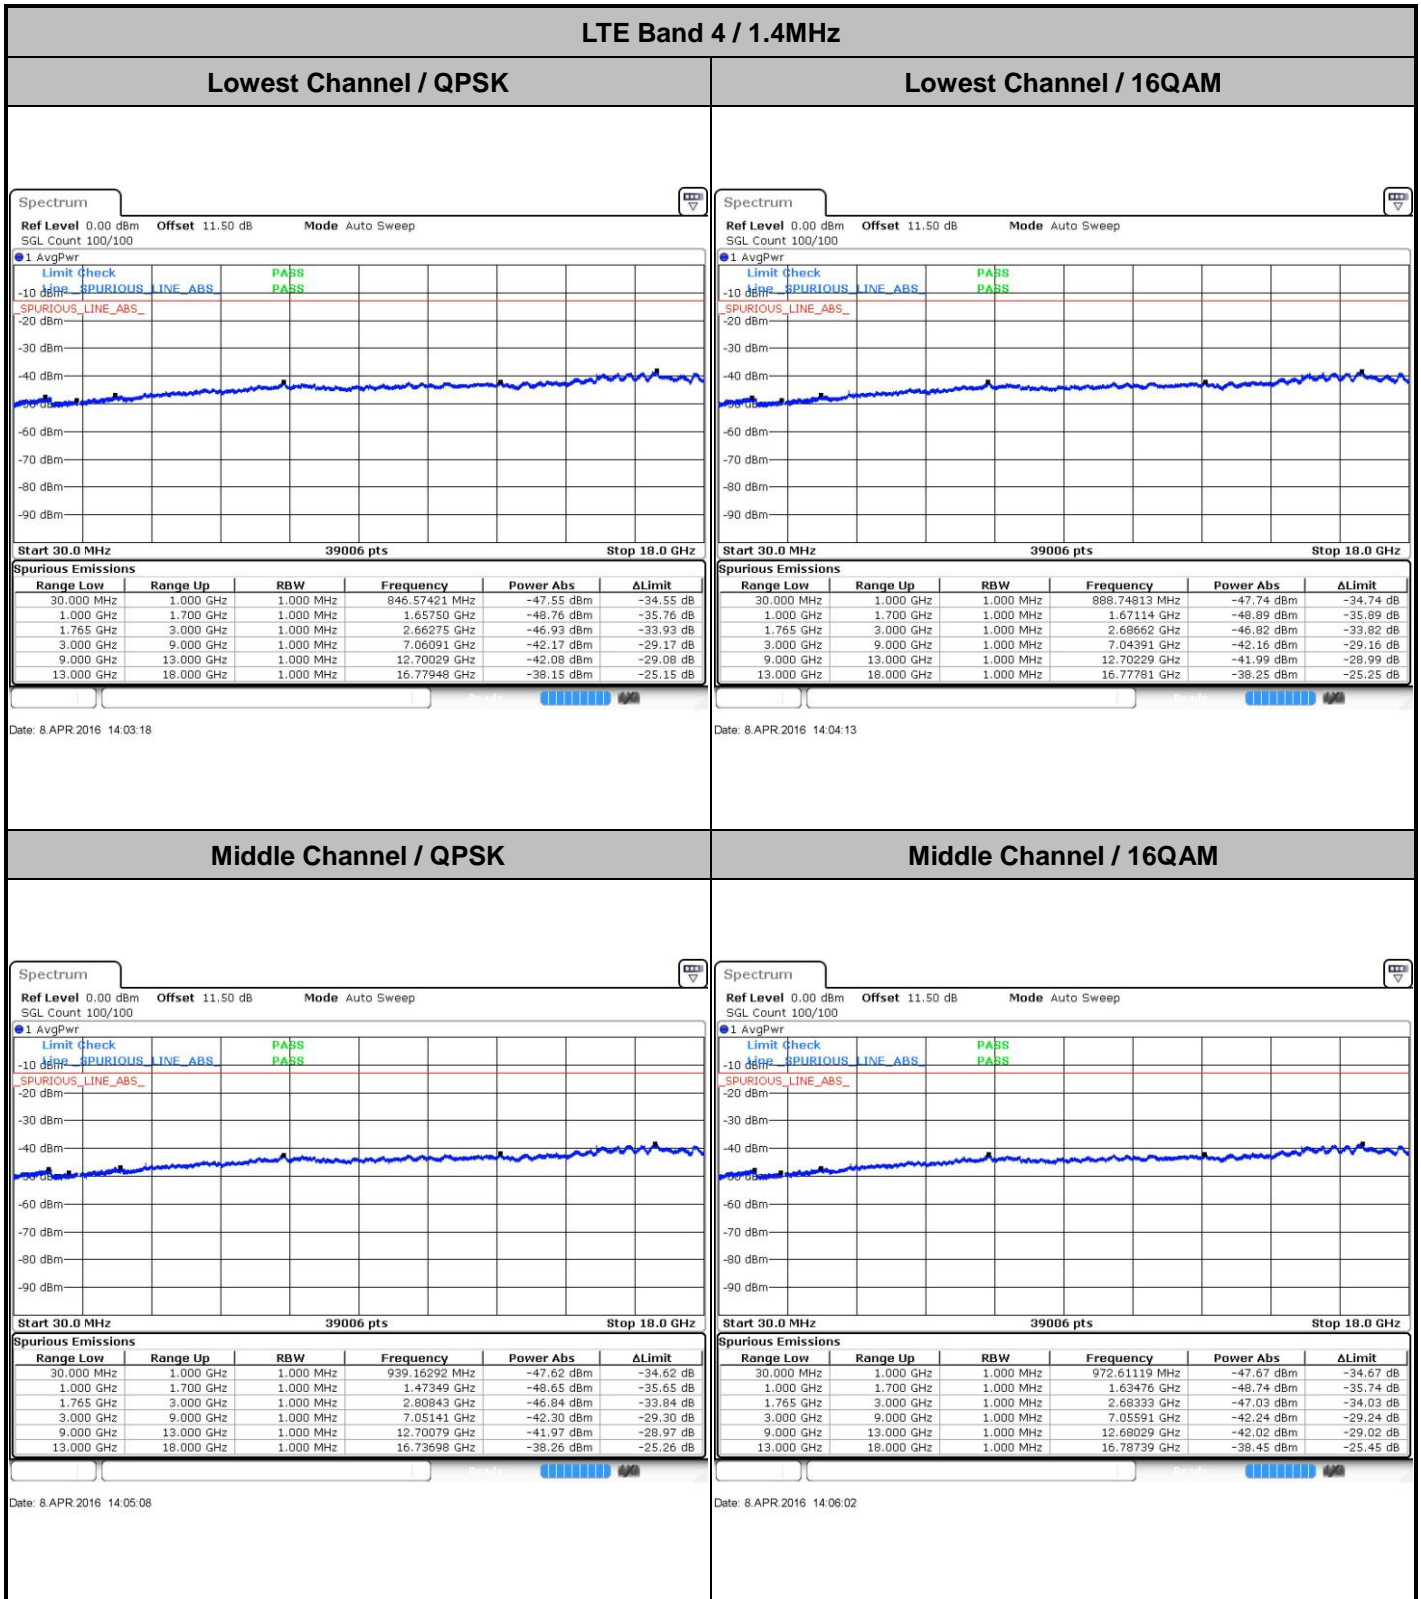 LTE Band 4 / 1.4MHz
Lowest Channel / QPSK
Lowest Channel / 16QAM
Spectrum
Ref Level 0.00 dBm Offset 11.50 dB Mode Auto Sweep
SGL Count 100/100
1 AvgPwr
Limit Check PASS
Line _SPURIOUS_LINE_ABS_ PASS
-10 dBm
_SPURIOUS_LINE_ABS_
-20 dBm
-30 dBm
-40 dBm
-60 dBm
-70 dBm
-80 dBm
-90 dBm
Start 30.0 MHz 39006 pts Stop 18.0 GHz
Spurious Emissions
Range Low Range Up RBW Frequency Power Abs ΔLimit
30.000 MHz 1.000 GHz 1.000 MHz 846.57421 MHz -47.55 dBm -34.55 dB
1.000 GHz 1.700 GHz 1.000 MHz 1.65750 GHz -48.76 dBm -35.76 dB
1.765 GHz 3.000 GHz 1.000 MHz 2.66275 GHz -46.93 dBm -33.93 dB
3.000 GHz 9.000 GHz 1.000 MHz 7.06091 GHz -42.17 dBm -29.17 dB
9.000 GHz 13.000 GHz 1.000 MHz 12.70029 GHz -42.08 dBm -29.08 dB
13.000 GHz 18.000 GHz 1.000 MHz 16.77948 GHz -38.15 dBm -25.15 dB
Date: 8.APR.2016 14:03:18
Spectrum
Ref Level 0.00 dBm Offset 11.50 dB Mode Auto Sweep
SGL Count 100/100
1 AvgPwr
Limit Check PASS
Line _SPURIOUS_LINE_ABS_ PASS
-10 dBm
_SPURIOUS_LINE_ABS_
-20 dBm
-30 dBm
-40 dBm
-60 dBm
-70 dBm
-80 dBm
-90 dBm
Start 30.0 MHz 39006 pts Stop 18.0 GHz
Spurious Emissions
Range Low Range Up RBW Frequency Power Abs ΔLimit
30.000 MHz 1.000 GHz 1.000 MHz 888.74813 MHz -47.74 dBm -34.74 dB
1.000 GHz 1.700 GHz 1.000 MHz 1.67114 GHz -48.89 dBm -35.89 dB
1.765 GHz 3.000 GHz 1.000 MHz 2.68662 GHz -46.82 dBm -33.82 dB
3.000 GHz 9.000 GHz 1.000 MHz 7.04391 GHz -42.16 dBm -29.16 dB
9.000 GHz 13.000 GHz 1.000 MHz 12.70229 GHz -41.99 dBm -28.99 dB
13.000 GHz 18.000 GHz 1.000 MHz 16.77781 GHz -38.25 dBm -25.25 dB
Date: 8.APR.2016 14:04:13
Middle Channel / QPSK
Middle Channel / 16QAM
Spectrum
Ref Level 0.00 dBm Offset 11.50 dB Mode Auto Sweep
SGL Count 100/100
1 AvgPwr
Limit Check PASS
Line _SPURIOUS_LINE_ABS_ PASS
-10 dBm
_SPURIOUS_LINE_ABS_
-20 dBm
-30 dBm
-40 dBm
-60 dBm
-70 dBm
-80 dBm
-90 dBm
Start 30.0 MHz 39006 pts Stop 18.0 GHz
Spurious Emissions
Range Low Range Up RBW Frequency Power Abs ΔLimit
30.000 MHz 1.000 GHz 1.000 MHz 939.16292 MHz -47.62 dBm -34.62 dB
1.000 GHz 1.700 GHz 1.000 MHz 1.47349 GHz -48.65 dBm -35.65 dB
1.765 GHz 3.000 GHz 1.000 MHz 2.80843 GHz -46.84 dBm -33.84 dB
3.000 GHz 9.000 GHz 1.000 MHz 7.05141 GHz -42.30 dBm -29.30 dB
9.000 GHz 13.000 GHz 1.000 MHz 12.70079 GHz -41.97 dBm -28.97 dB
13.000 GHz 18.000 GHz 1.000 MHz 16.73698 GHz -38.26 dBm -25.26 dB
Date: 8.APR.2016 14:05:08
Spectrum
Ref Level 0.00 dBm Offset 11.50 dB Mode Auto Sweep
SGL Count 100/100
1 AvgPwr
Limit Check PASS
Line _SPURIOUS_LINE_ABS_ PASS
-10 dBm
_SPURIOUS_LINE_ABS_
-20 dBm
-30 dBm
-40 dBm
-60 dBm
-70 dBm
-80 dBm
-90 dBm
Start 30.0 MHz 39006 pts Stop 18.0 GHz
Spurious Emissions
Range Low Range Up RBW Frequency Power Abs ΔLimit
30.000 MHz 1.000 GHz 1.000 MHz 972.61119 MHz -47.67 dBm -34.67 dB
1.000 GHz 1.700 GHz 1.000 MHz 1.63476 GHz -48.74 dBm -35.74 dB
1.765 GHz 3.000 GHz 1.000 MHz 2.68333 GHz -47.03 dBm -34.03 dB
3.000 GHz 9.000 GHz 1.000 MHz 7.05591 GHz -42.24 dBm -29.24 dB
9.000 GHz 13.000 GHz 1.000 MHz 12.68029 GHz -42.02 dBm -29.02 dB
13.000 GHz 18.000 GHz 1.000 MHz 16.78739 GHz -38.45 dBm -25.45 dB
Date: 8.APR.2016 14:06:02